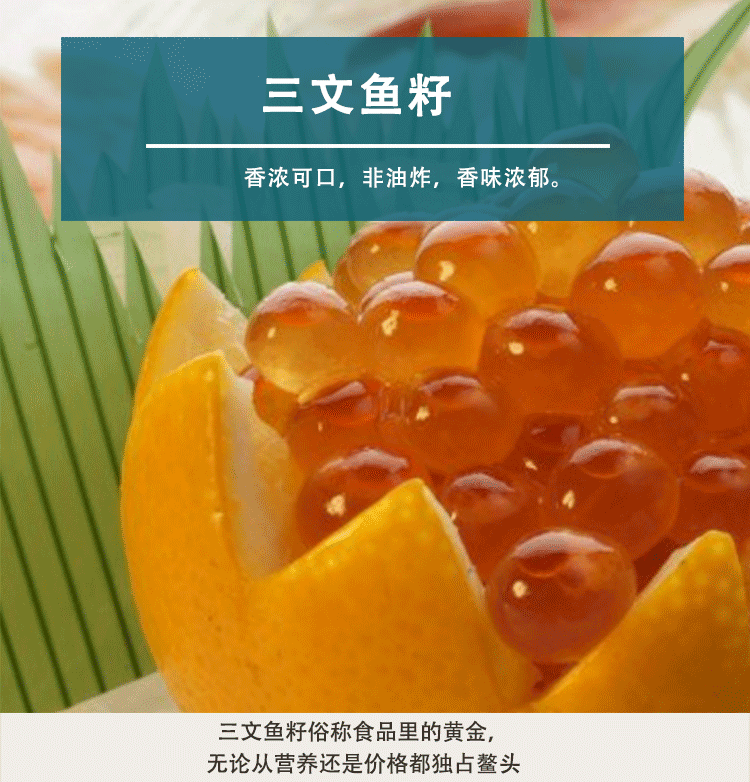 三文鱼籽
香浓可口，非油炸，香味浓郁。
三文鱼籽俗称食品里的黄金,
无论从营养还是价格都独占鳌头